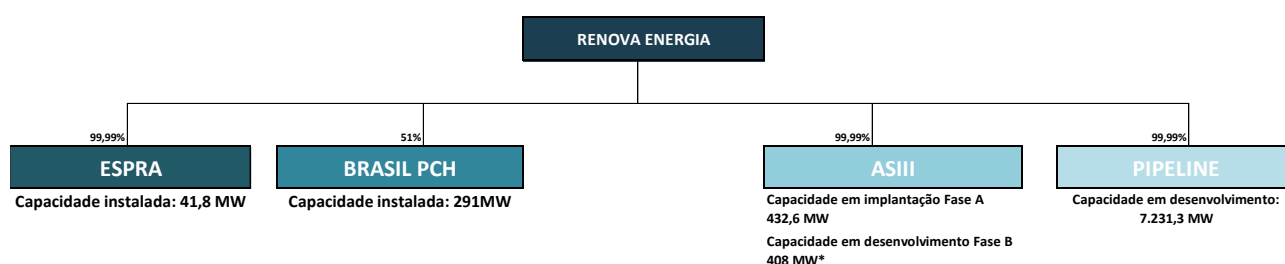 RENOVA ENERGIA
99,99%
51%
99,99%
99,99%
ESPRA
BRASIL PCH
ASIII
PIPELINE
Capacidade instalada: 41,8 MW
Capacidade instalada: 291MW
Capacidade em implantação Fase A
432,6 MW
Capacidade em desenvolvimento Fase B
408 MW*
Capacidade em desenvolvimento:
7.231,3 MW